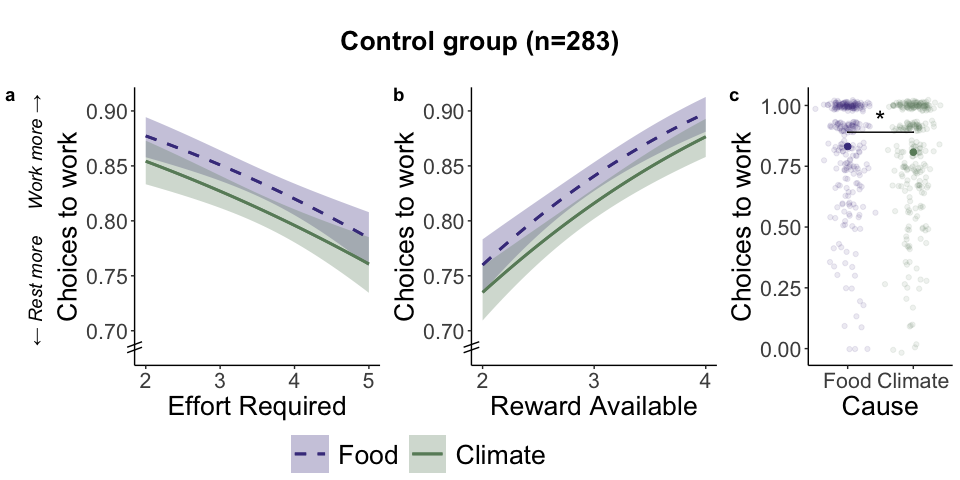 Control group (n=283)
a
← Rest more   Work more →
Choices to work
0.90
0.85
0.80
0.75
0.70
2 3 4 5
Effort Required
b
Choices to work
0.90
0.85
0.80
0.75
0.70
2 3 4
Reward Available
c
Choices to work
1.00
0.75
0.50
0.25
0.00
*
Food Climate
Cause
Food Climate